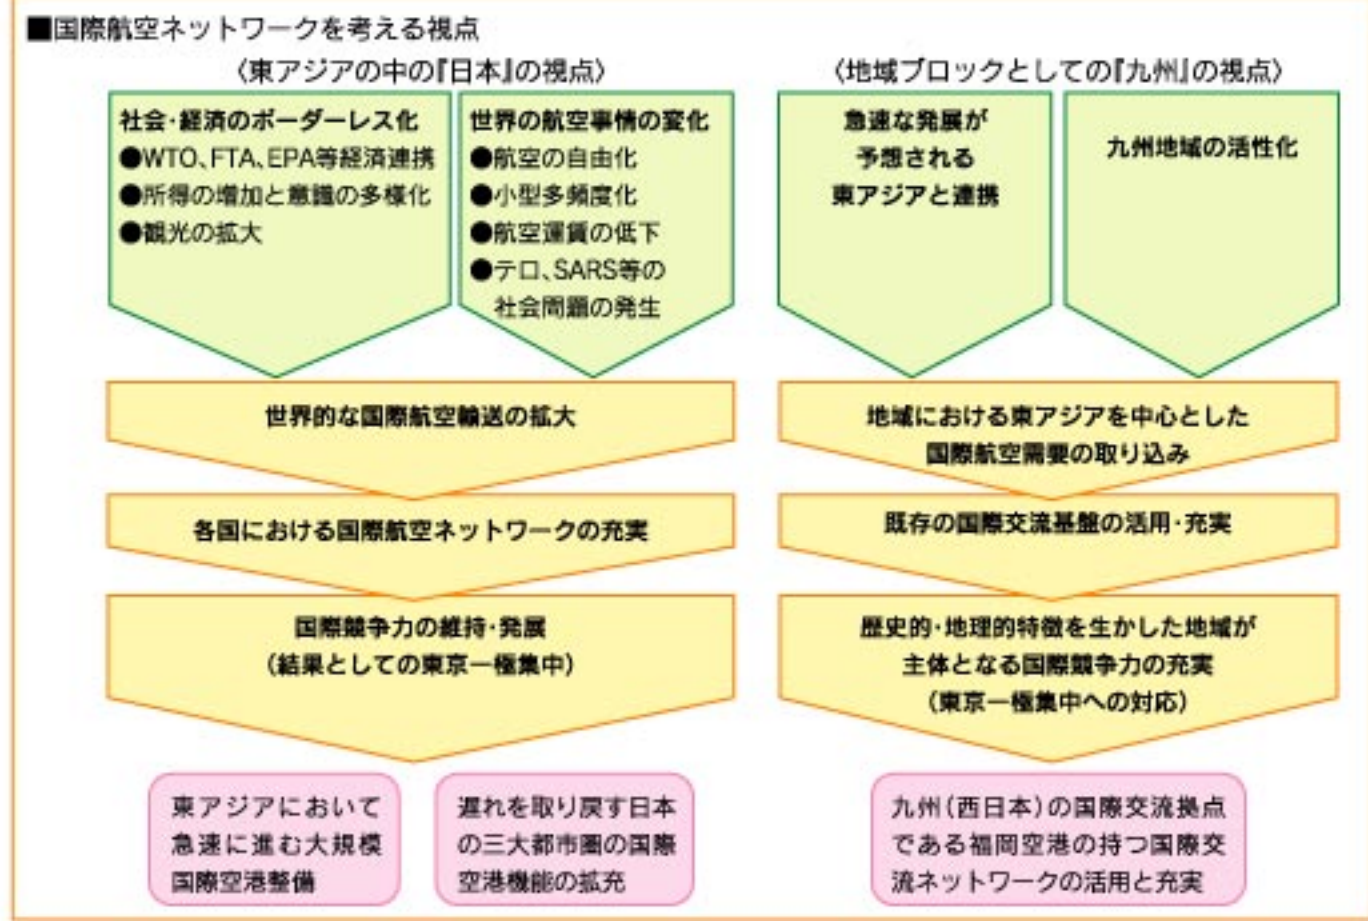 ■国際航空ネットワークを考える視点
〈東アジアの中の『日本』の視点〉
社会・経済のボーダーレス化
●WTO、FTA、EPA等経済連携
●所得の増加と意識の多様化
●観光の拡大
世界の航空事情の変化
●航空の自由化
●小型多頻度化
●航空運賃の低下
●テロ、SARS等の
社会問題の発生
世界的な国際航空輸送の拡大
各国における国際航空ネットワークの充実
国際競争力の維持・発展
(結果としての東京一極集中)
東アジアにおいて
急速に進む大規模
国際空港整備
遅れを取り戻す日本
の三大都市圏の国際
空港機能の拡充
〈地域ブロックとしての『九州』の視点〉
急速な発展が
予想される
東アジアと連携
九州地域の活性化
地域における東アジアを中心とした
国際航空需要の取り込み
既存の国際交流基盤の活用・充実
歴史的・地理的特徴を生かした地域が
主体となる国際競争力の充実
(東京一極集中への対応)
九州(西日本)の国際交流拠点
である福岡空港の持つ国際交
流ネットワークの活用と充実